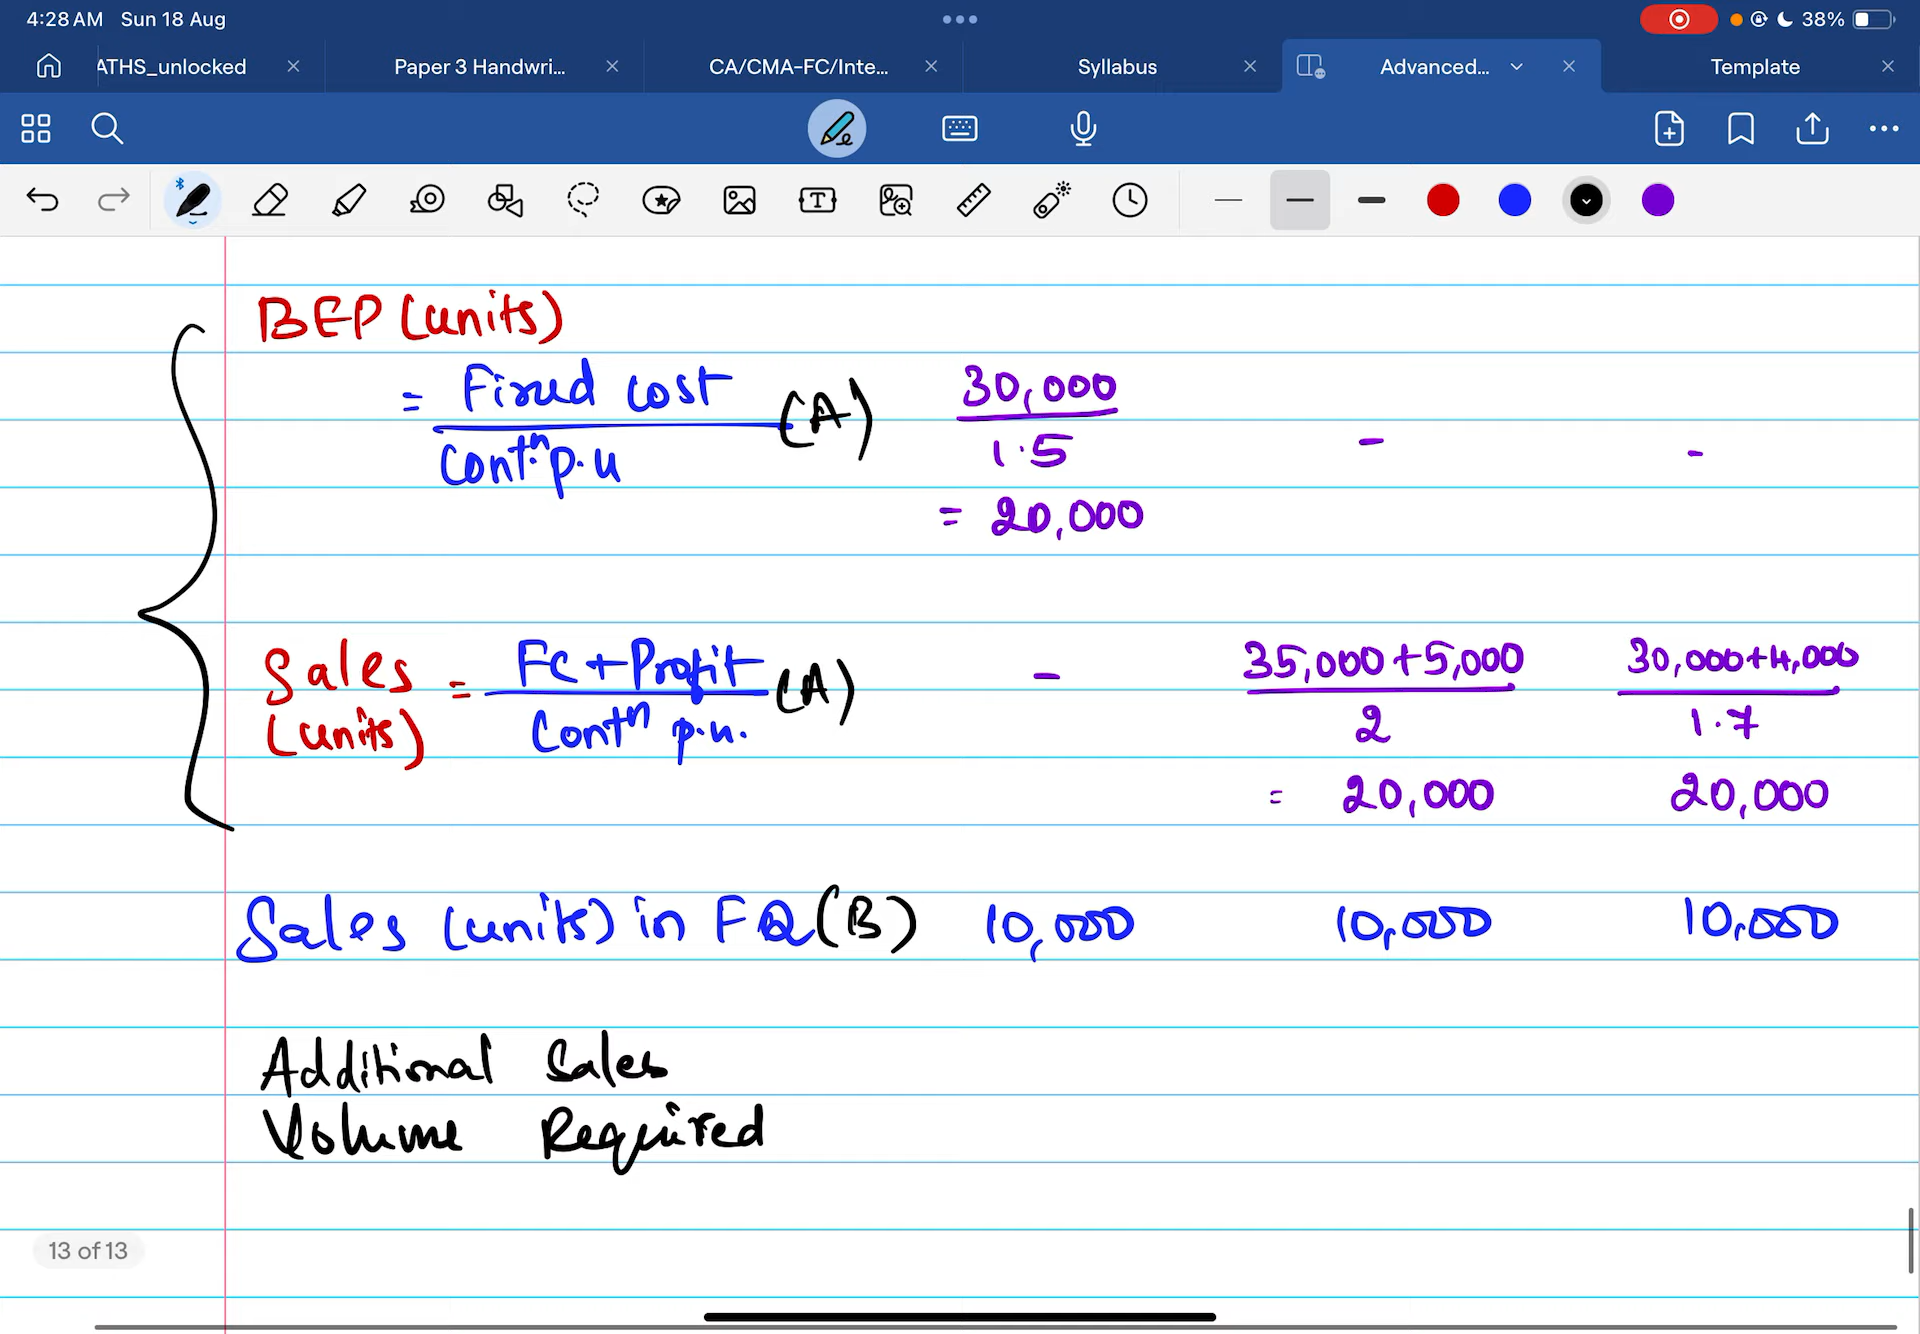 4:28 AM Sun 18 Aug
38%
ATHS_unlocked
Paper 3 Handwri...
CA/CMA-FC/Inte...
Syllabus
Advanced...
Template
BEP (units)
= Fixed cost (A) 30,000
Contⁿ p.u 1.5 - -
= 20,000
Sales = FC + Profit (A) - 35,000+5,000 30,000+4,000
(units) Contⁿ p.u. 2 1.7
= 20,000 20,000
Sales (units) in FQ (B) 10,000 10,000 10,000
Additional Sales
Volume Required
13 of 13